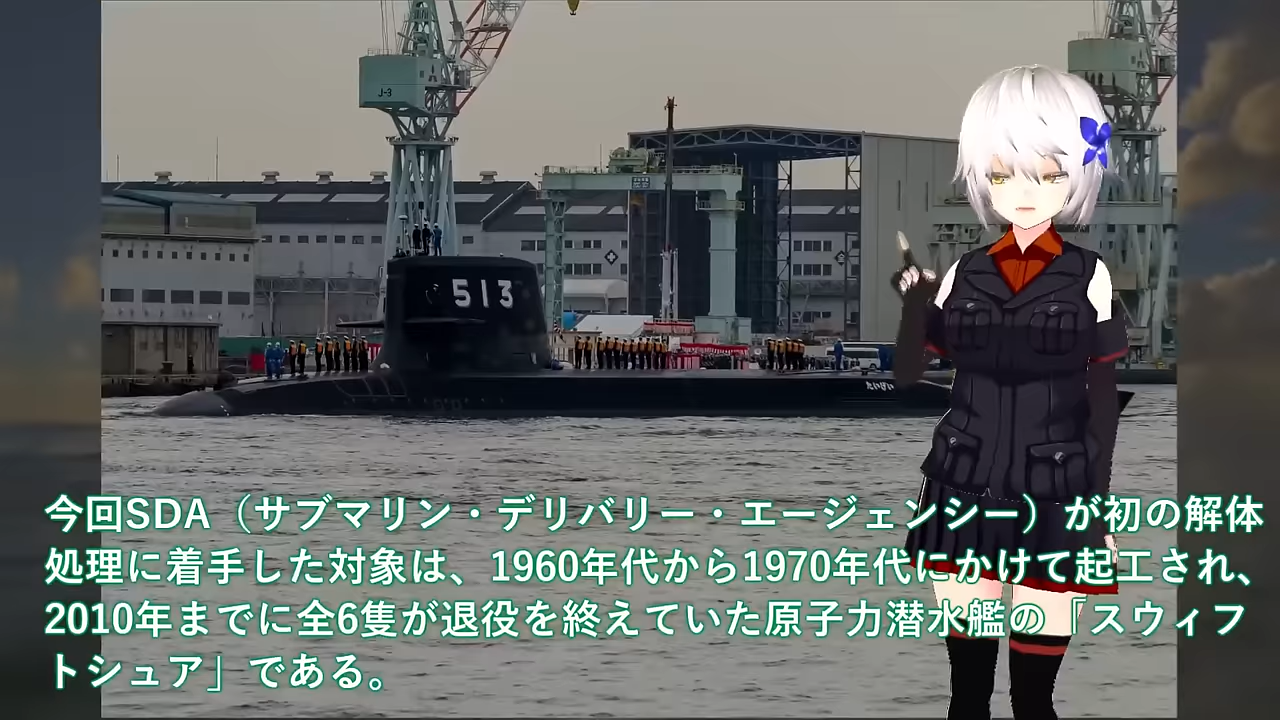 J-3
513
たいげい
今回SDA（サブマリン・デリバリー・エージェンシー）が初の解体
処理に着手した対象は、1960年代から1970年代にかけて起工され、
2010年までに全6隻が退役を終えていた原子力潜水艦の「スウィフ
トシュア」である。